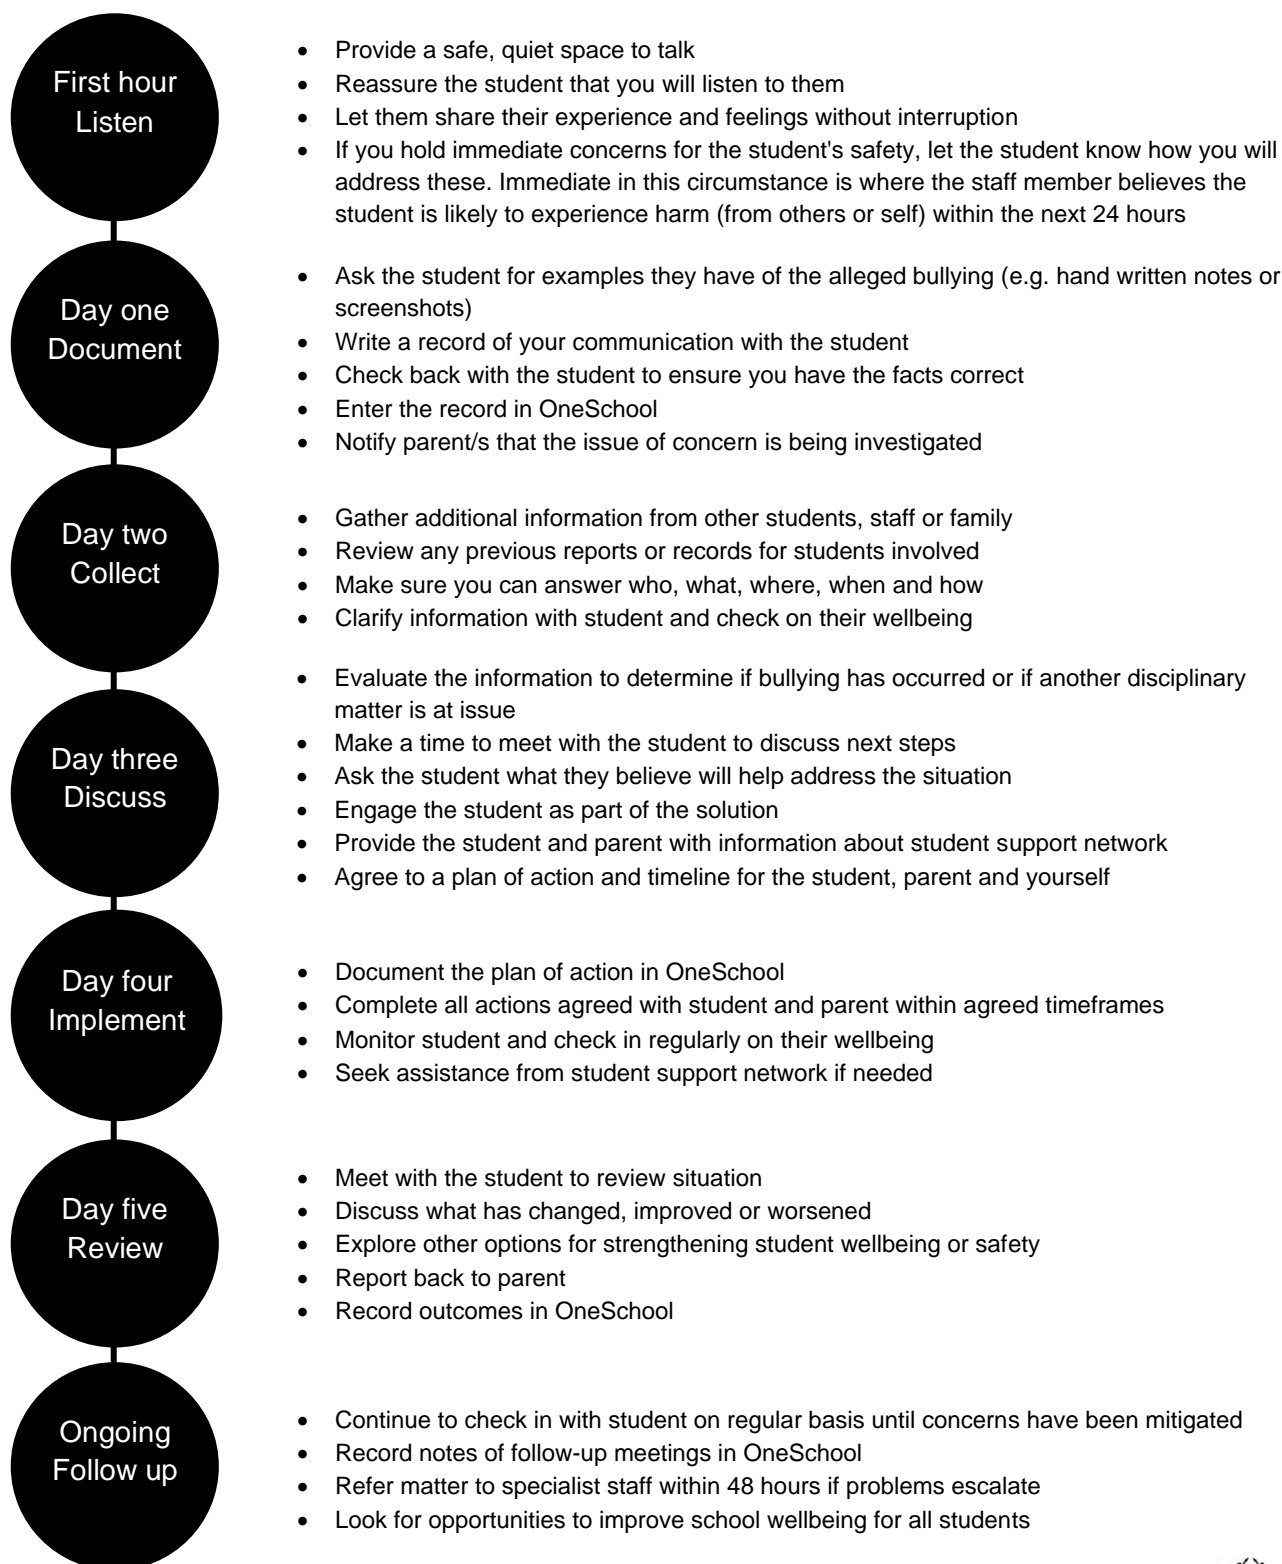 First hour
Listen
• Provide a safe, quiet space to talk
• Reassure the student that you will listen to them
• Let them share their experience and feelings without interruption
• If you hold immediate concerns for the student's safety, let the student know how you will
address these. Immediate in this circumstance is where the staff member believes the
student is likely to experience harm (from others or self) within the next 24 hours
Day one
Document
• Ask the student for examples they have of the alleged bullying (e.g. hand written notes or
screenshots)
• Write a record of your communication with the student
• Check back with the student to ensure you have the facts correct
• Enter the record in OneSchool
• Notify parent/s that the issue of concern is being investigated
Day two
Collect
• Gather additional information from other students, staff or family
• Review any previous reports or records for students involved
• Make sure you can answer who, what, where, when and how
• Clarify information with student and check on their wellbeing
Day three
Discuss
• Evaluate the information to determine if bullying has occurred or if another disciplinary
matter is at issue
• Make a time to meet with the student to discuss next steps
• Ask the student what they believe will help address the situation
• Engage the student as part of the solution
• Provide the student and parent with information about student support network
• Agree to a plan of action and timeline for the student, parent and yourself
Day four
Implement
• Document the plan of action in OneSchool
• Complete all actions agreed with student and parent within agreed timeframes
• Monitor student and check in regularly on their wellbeing
• Seek assistance from student support network if needed
Day five
Review
• Meet with the student to review situation
• Discuss what has changed, improved or worsened
• Explore other options for strengthening student wellbeing or safety
• Report back to parent
• Record outcomes in OneSchool
Ongoing
Follow up
• Continue to check in with student on regular basis until concerns have been mitigated
• Record notes of follow-up meetings in OneSchool
• Refer matter to specialist staff within 48 hours if problems escalate
• Look for opportunities to improve school wellbeing for all students